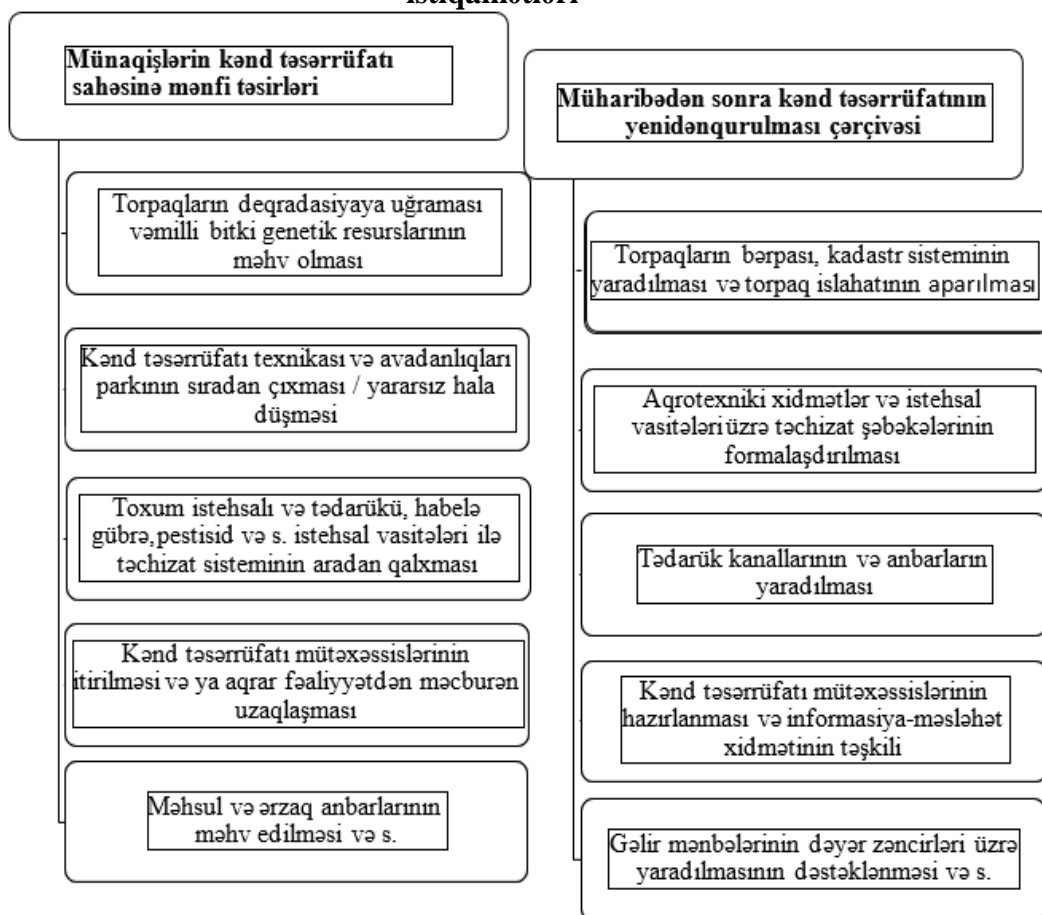 istiqamətləri
Münaqişlərin kənd təsərrüfatı
sahəsinə mənfi təsirləri
Torpaqların deqradasiyaya uğraması
vəmilli bitki genetik resurslarının
məhv olması
Kənd təsərrüfatı texnikası və avadanlıqları
parkının sıradan çıxması / yararsız hala
düşməsi
Toxum istehsalı və tədarükü, habelə
gübrə,pestisid və s. istehsal vasitələri ilə
təchizat sisteminin aradan qalxması
Kənd təsərrüfatı mütəxəssislərinin
itirilməsi və ya aqrar fəaliyyətdən məcburən
uzaqlaşması
Məhsul və ərzaq anbarlarının
məhv edilməsi və s.
Müharibədən sonra kənd təsərrüfatının
yenidənqurulması çərçivəsi
Torpaqların bərpası, kadastr sisteminin
yaradılması və torpaq islahatının aparılması
Aqrotexniki xidmətlər və istehsal
vasitələri üzrə təchizat şəbəkələrinin
formalaşdırılması
Tədarük kanallarının və anbarların
yaradılması
Kənd təsərrüfatı mütəxəssislərinin
hazırlanması və informasiya-məsləhət
xidmətinin təşkili
Gəlir mənbələrinin dəyər zəncirləri üzrə
yaradılmasının dəstəklənməsi və s.